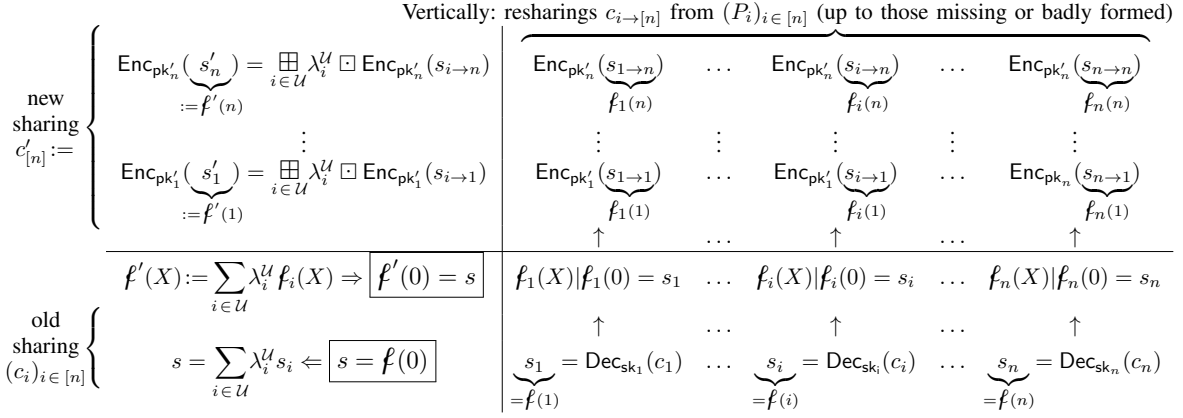 Vertically: resharings c_{i→[n]} from (P_i)_{i∈[n]} (up to those missing or badly formed)
Enc_{pk'_n}(s'_n) = ⊞_{i∈𝒰} λ_i^𝒰 ⊡ Enc_{pk'_n}(s_{i→n}) Enc_{pk'_n}(s_{1→n}) … Enc_{pk'_n}(s_{i→n}) … Enc_{pk'_n}(s_{n→n})
:=f'(n) f_1(n) f_i(n) f_n(n)
new
sharing
c'_{[n]}:=
⋮ ⋮ ⋮ ⋮ ⋮ ⋮
Enc_{pk'_1}(s'_1) = ⊞_{i∈𝒰} λ_i^𝒰 ⊡ Enc_{pk'_1}(s_{i→1}) Enc_{pk'_1}(s_{1→1}) … Enc_{pk'_1}(s_{i→1}) … Enc_{pk_n}(s_{n→1})
:=f'(1) f_1(1) f_i(1) f_n(1)
↑ … ↑ … ↑
f'(X):= ∑_{i∈𝒰} λ_i^𝒰 f_i(X) ⇒ f'(0) = s f_1(X)|f_1(0) = s_1 … f_i(X)|f_i(0) = s_i … f_n(X)|f_n(0) = s_n
old
sharing
(c_i)_{i∈[n]}
↑ … ↑ … ↑
s = ∑_{i∈𝒰} λ_i^𝒰 s_i ⇐ s = f(0) s_1 = Dec_{sk_1}(c_1) … s_i = Dec_{sk_i}(c_i) … s_n = Dec_{sk_n}(c_n)
=f(1) =f(i) =f(n)